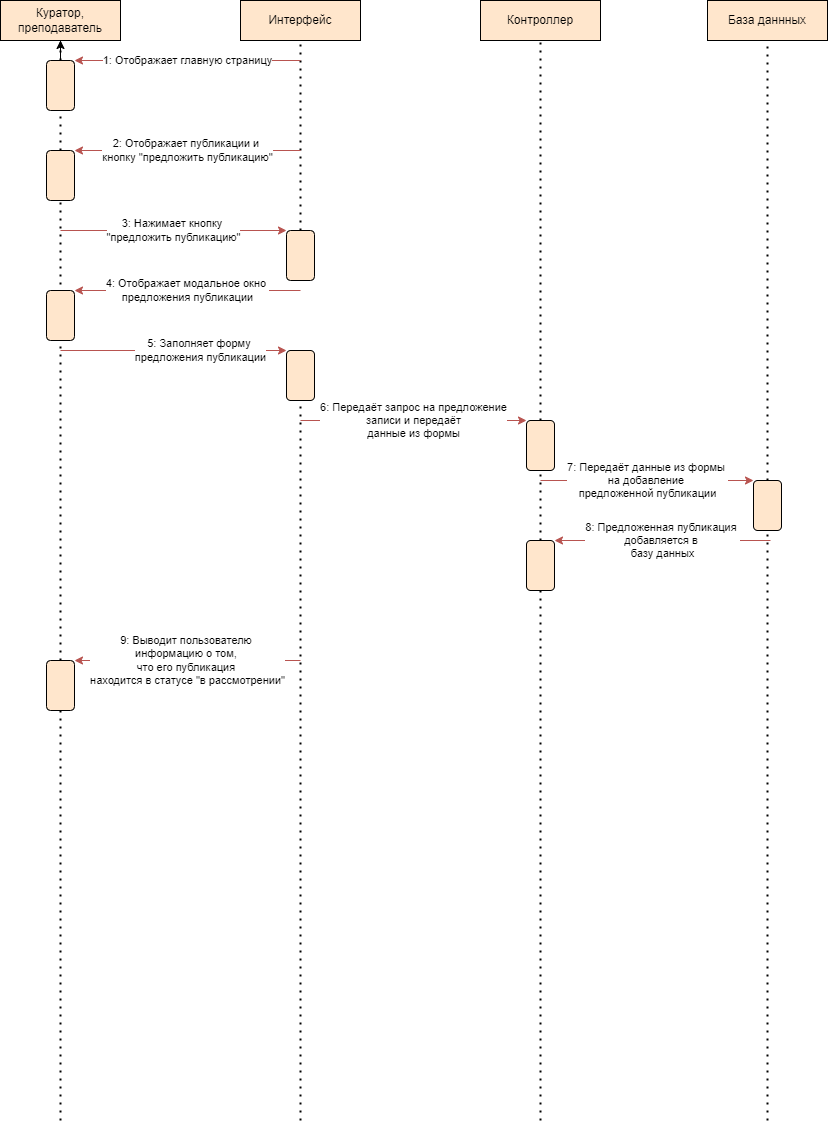 Куратор,
преподаватель
Интерфейс
Контроллер
База даннных
1: Отображает главную страницу
2: Отображает публикации и
кнопку "предложить публикацию"
3: Нажимает кнопку
"предложить публикацию"
4: Отображает модальное окно
предложения публикации
5: Заполняет форму
предложения публикации
6: Передаёт запрос на предложение
записи и передаёт
данные из формы
7: Передаёт данные из формы
на добавление
предложенной публикации
8: Предложенная публикация
добавляется в
базу данных
9: Выводит пользователю
информацию о том,
что его публикация
находится в статусе "в рассмотрении"